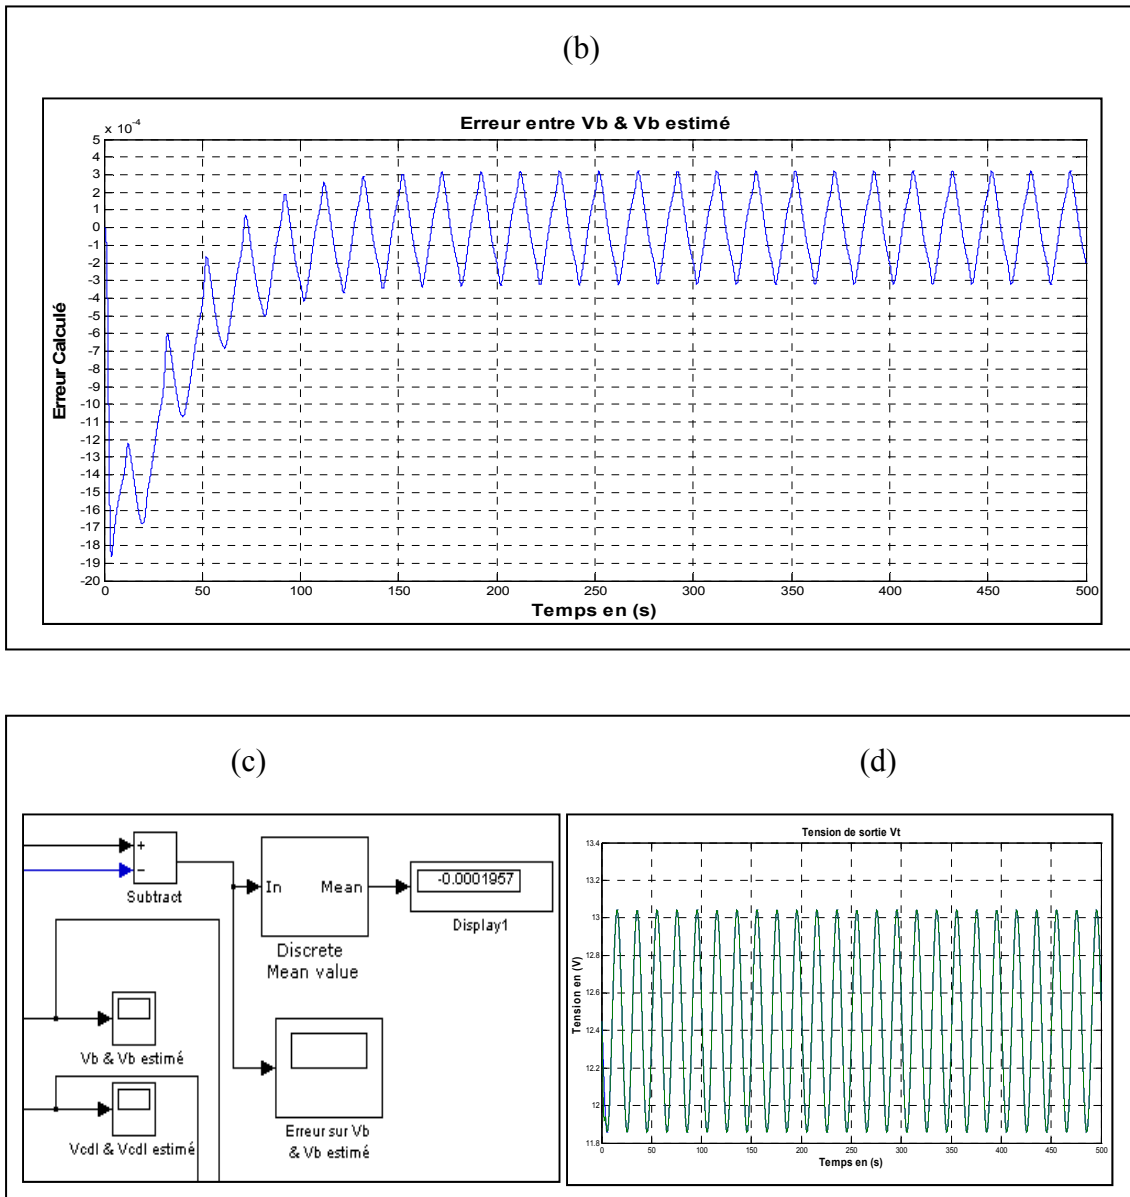 (b)
Erreur entre Vb & Vb estimé
x 10^-4
5
4
3
2
1
0
-1
-2
-3
-4
-5
-6
-7
-8
-9
-10
-11
-12
-13
-14
-15
-16
-17
-18
-19
-20
Erreur Calculé
0 50 100 150 200 250 300 350 400 450 500
Temps en (s)
(c)
+
-
Subtract
In Mean
Discrete
Mean value
-0.0001957
Display1
Vb & Vb estimé
Vcdl & Vcdl estimé
Erreur sur Vb
& Vb estimé
(d)
Tension de sortie Vt
13.4
13.2
13
12.8
12.6
12.4
12.2
12
11.8
Tension en (V)
0 50 100 150 200 250 300 350 400 450 500
Temps en (s)